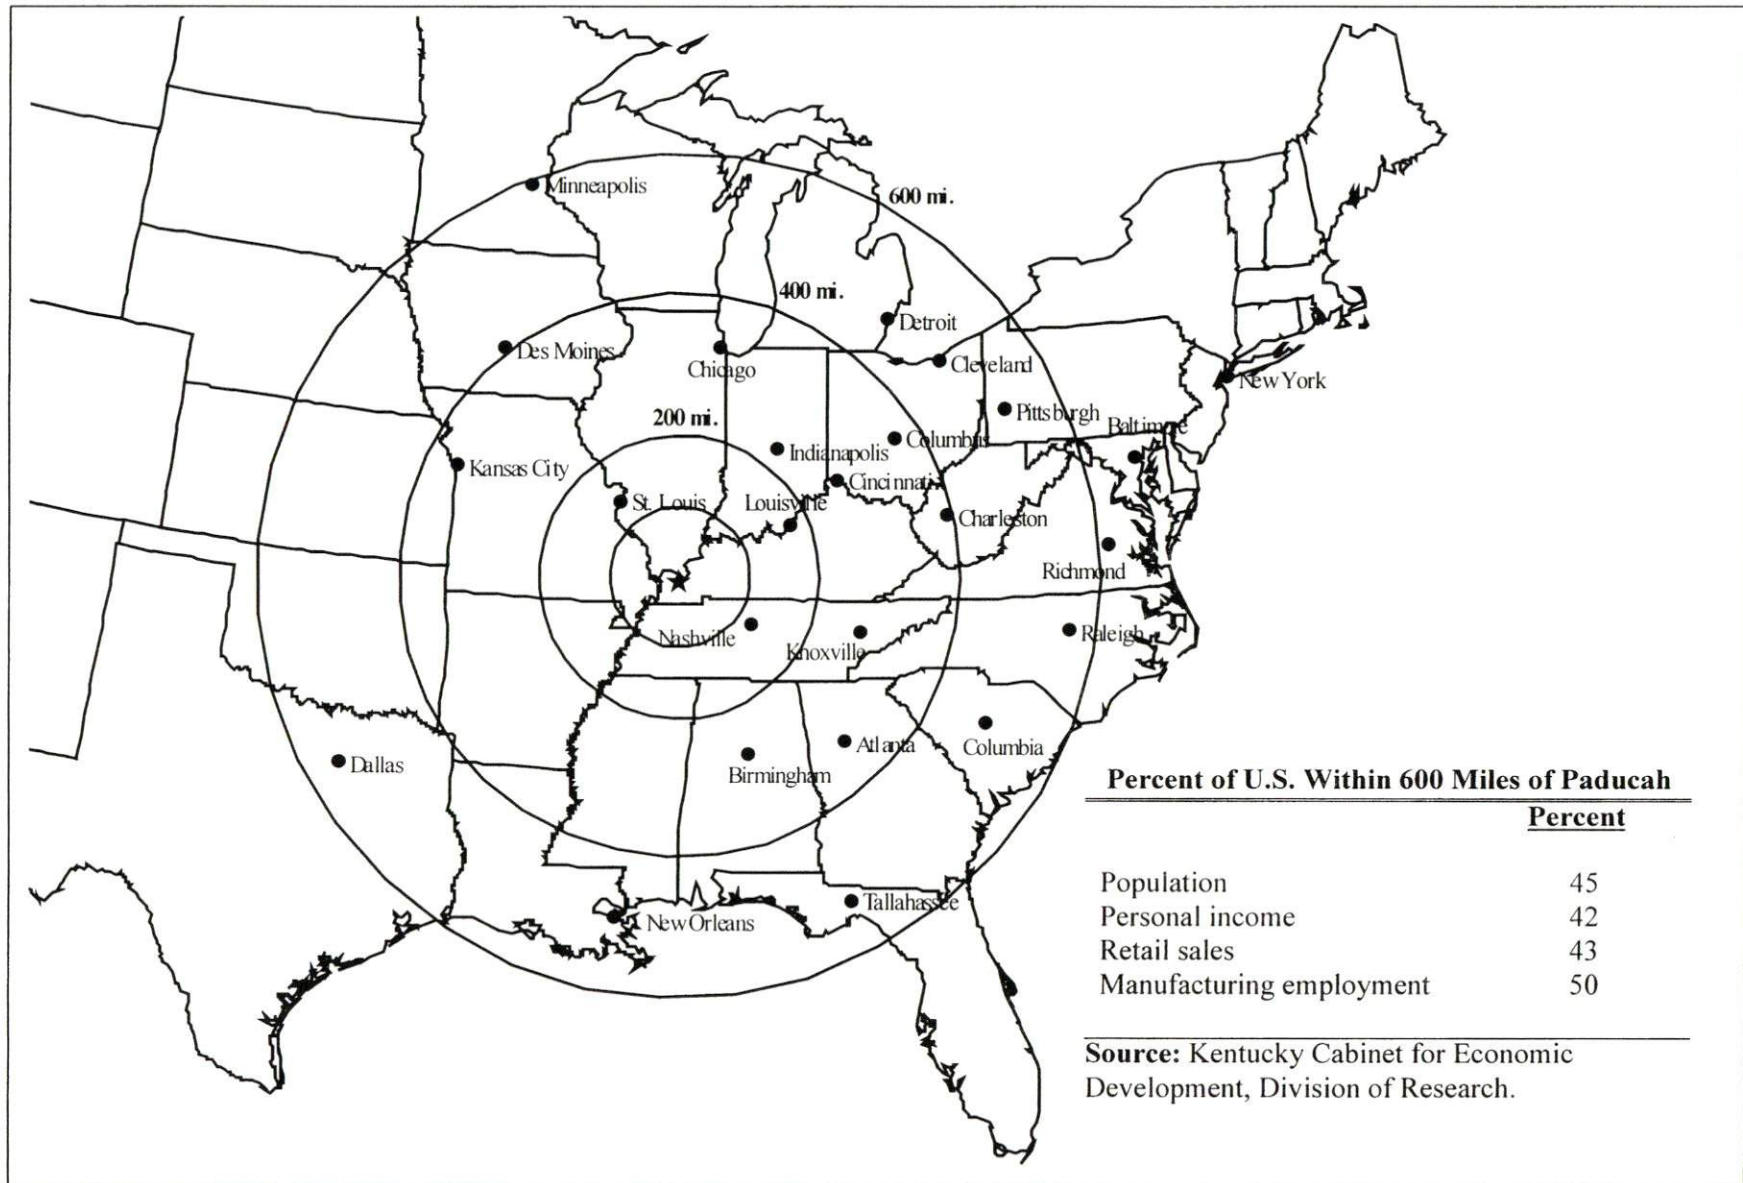 Minneapolis
600 mi.
400 mi.
Detroit
Des Moines
Chicago
Cleveland
New York
200 mi.
Pittsburgh
Baltimore
Columbus
Indianapolis
Kansas City
Cincinnati
St. Louis
Louisville
Charleston
Richmond
Nashville
Knoxville
Raleigh
Atlanta
Columbia
Dallas
Birmingham
Tallahassee
New Orleans
Percent of U.S. Within 600 Miles of Paducah
Percent
Population 45
Personal income 42
Retail sales 43
Manufacturing employment 50
Source: Kentucky Cabinet for Economic
Development, Division of Research.